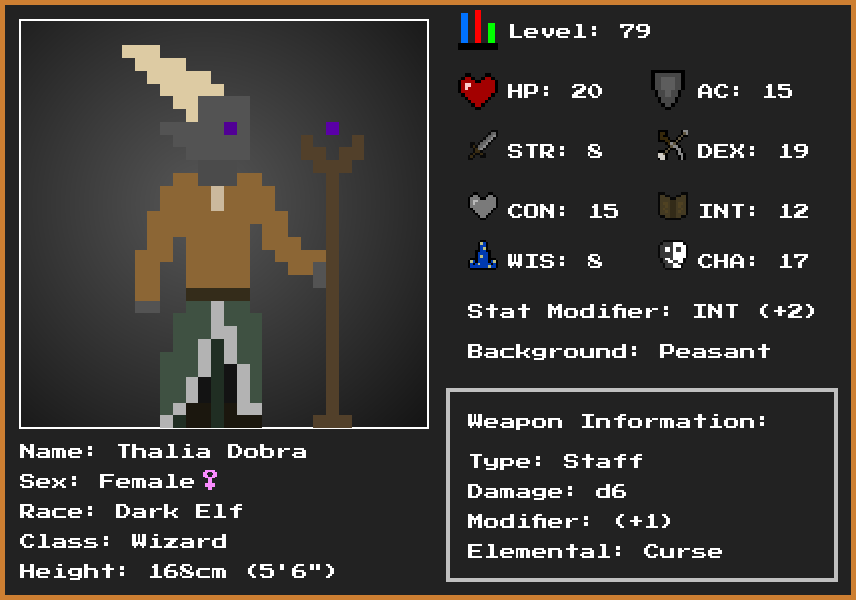 Level: 79
HP: 20
AC: 15
STR: 8
DEX: 19
CON: 15
INT: 12
WIS: 8
CHA: 17
Stat Modifier: INT (+2)
Background: Peasant
Weapon Information:
Type: Staff
Damage: d6
Modifier: (+1)
Elemental: Curse
Name: Thalia Dobra
Sex: Female♀
Race: Dark Elf
Class: Wizard
Height: 168cm (5'6")